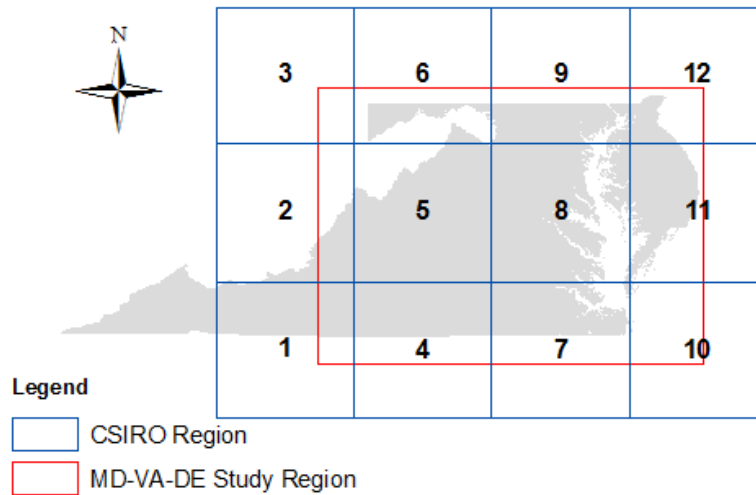 N
3 6 9 12
2 5 8 11
1 4 7 10
Legend
CSIRO Region
MD-VA-DE Study Region